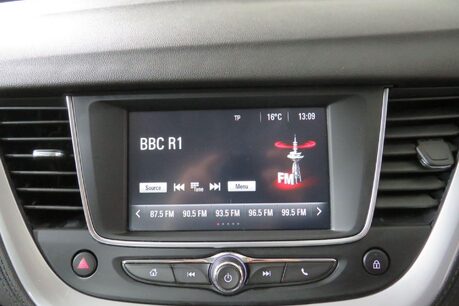 TP 16°C 13:09
BBC R1
FM
Source Tune Menu
87.5 FM 90.5 FM 93.5 FM 96.5 FM 99.5 FM